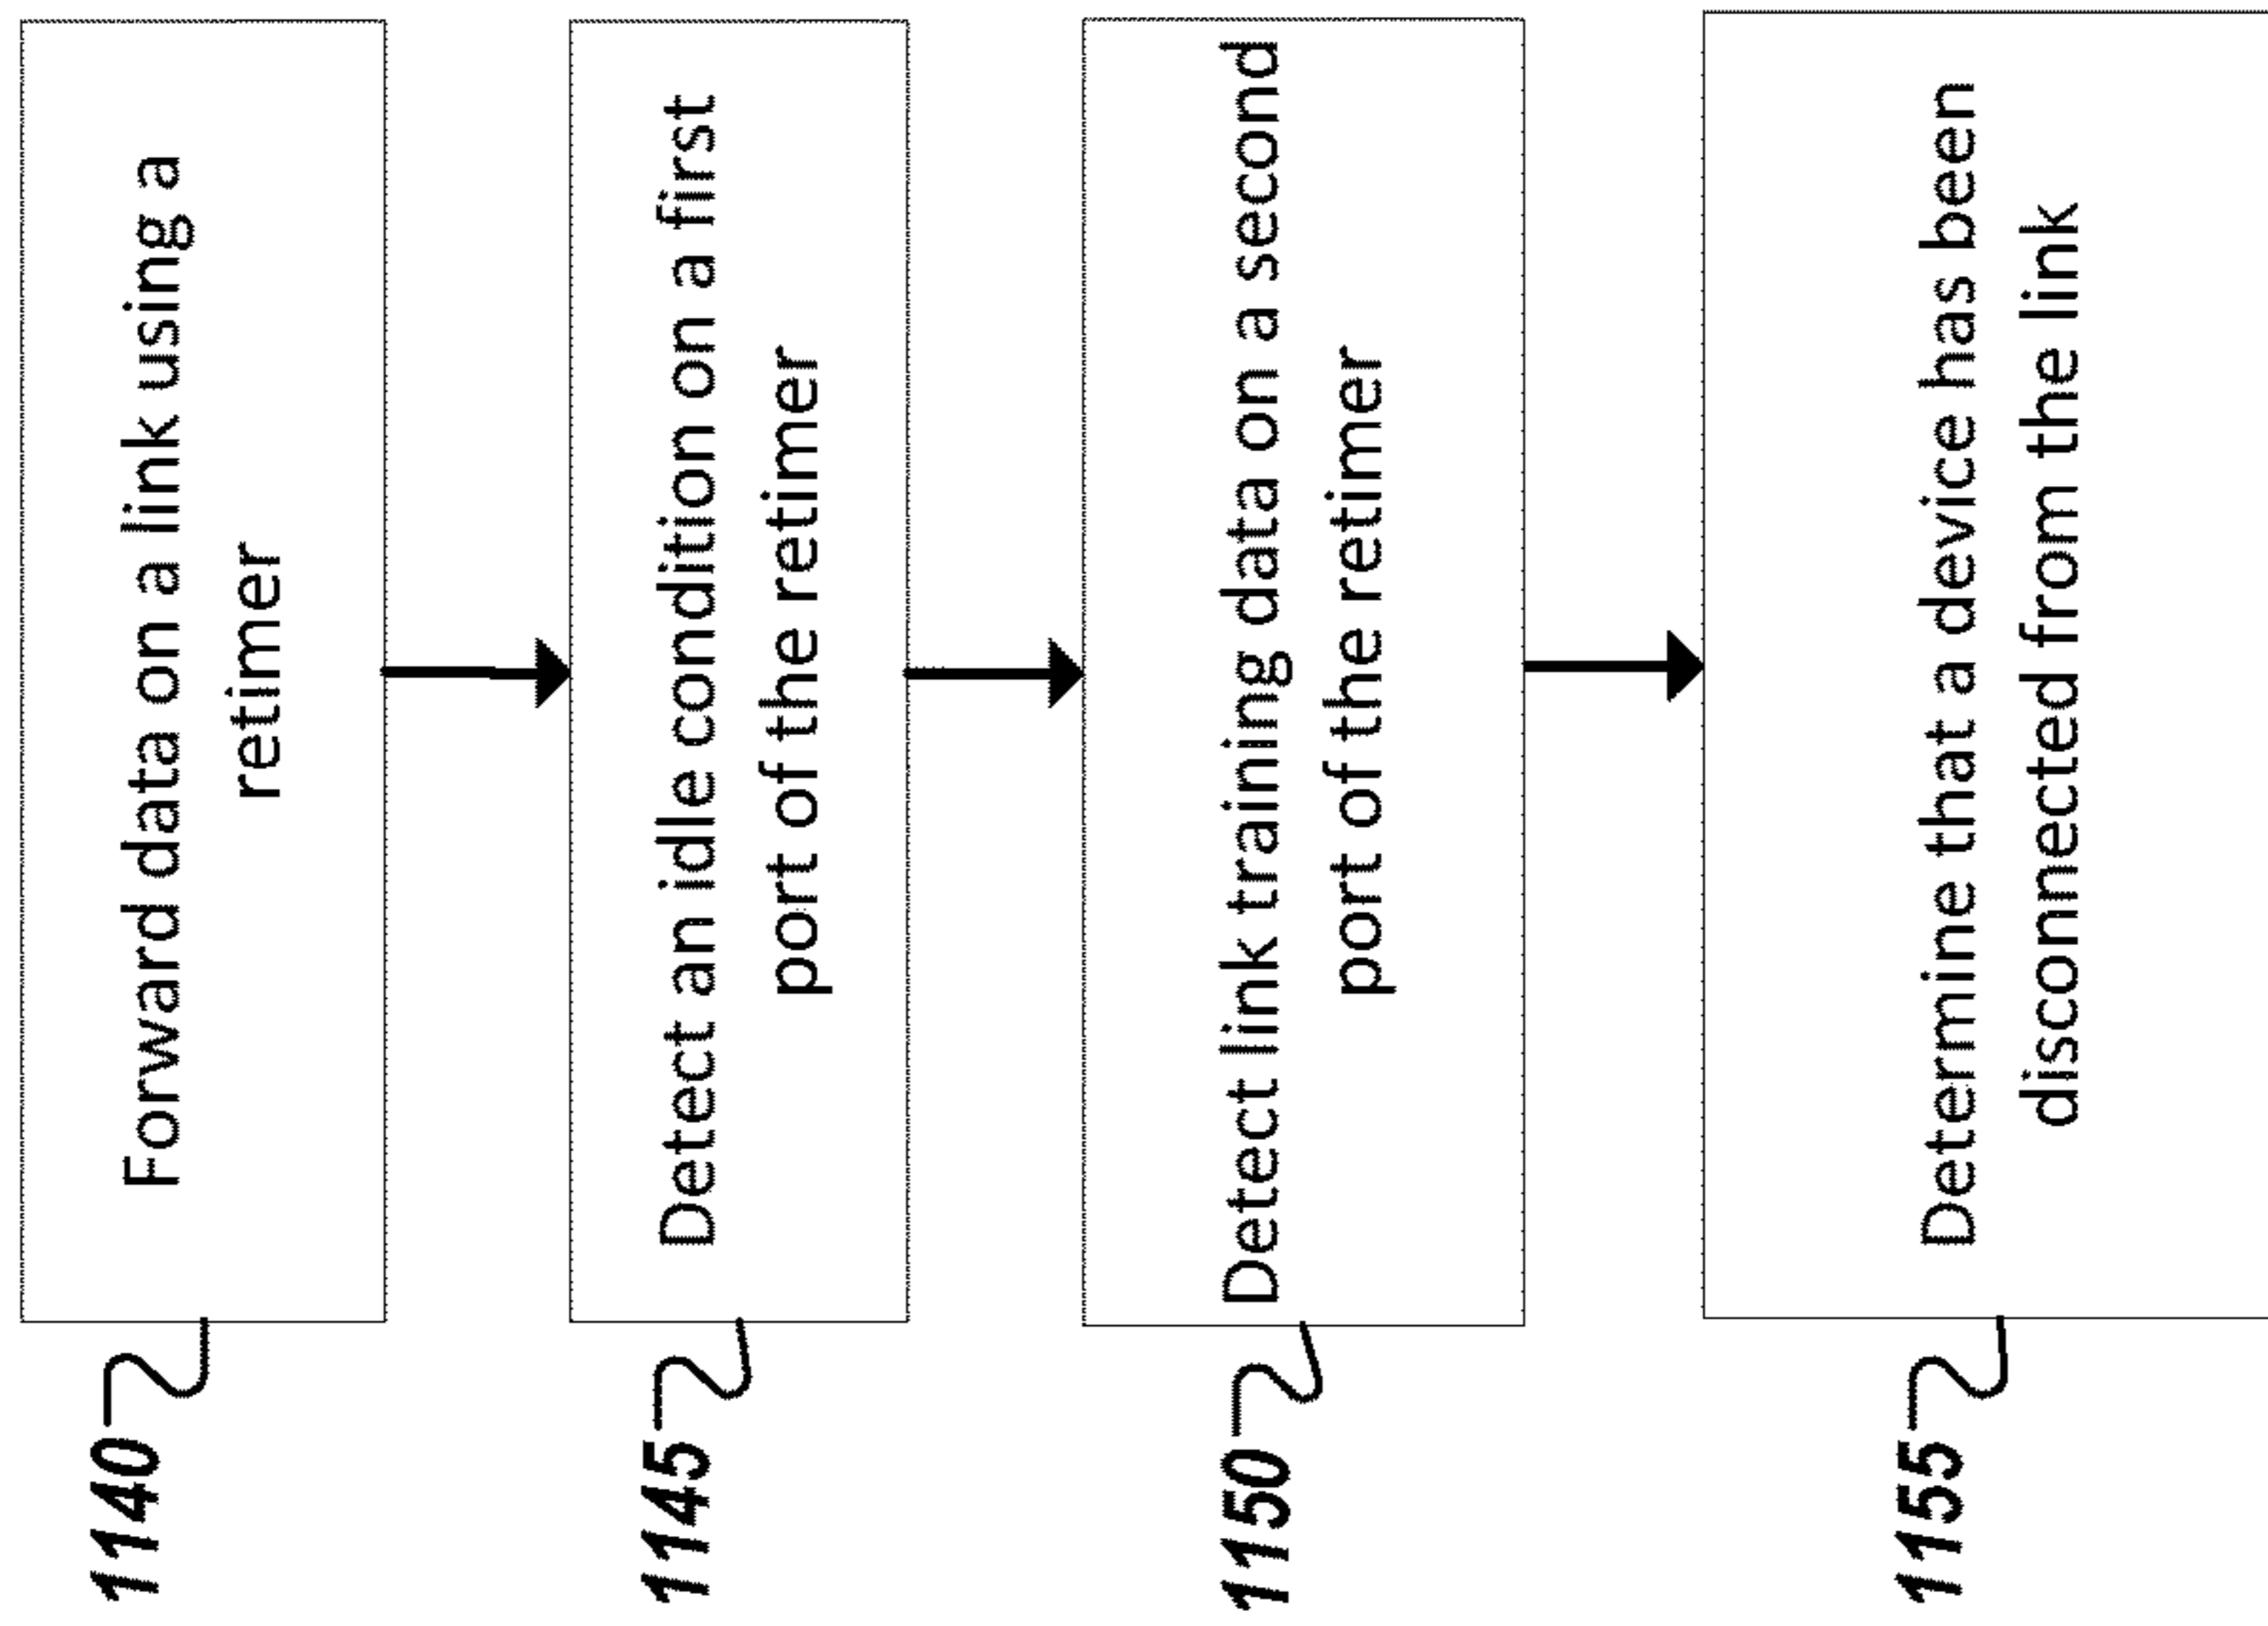 1140
Forward data on a link using a
retimer
1145
Detect an idle condition on a first
port of the retimer
1150
Detect link training data on a second
port of the retimer
1155
Determine that a device has been
disconnected from the link